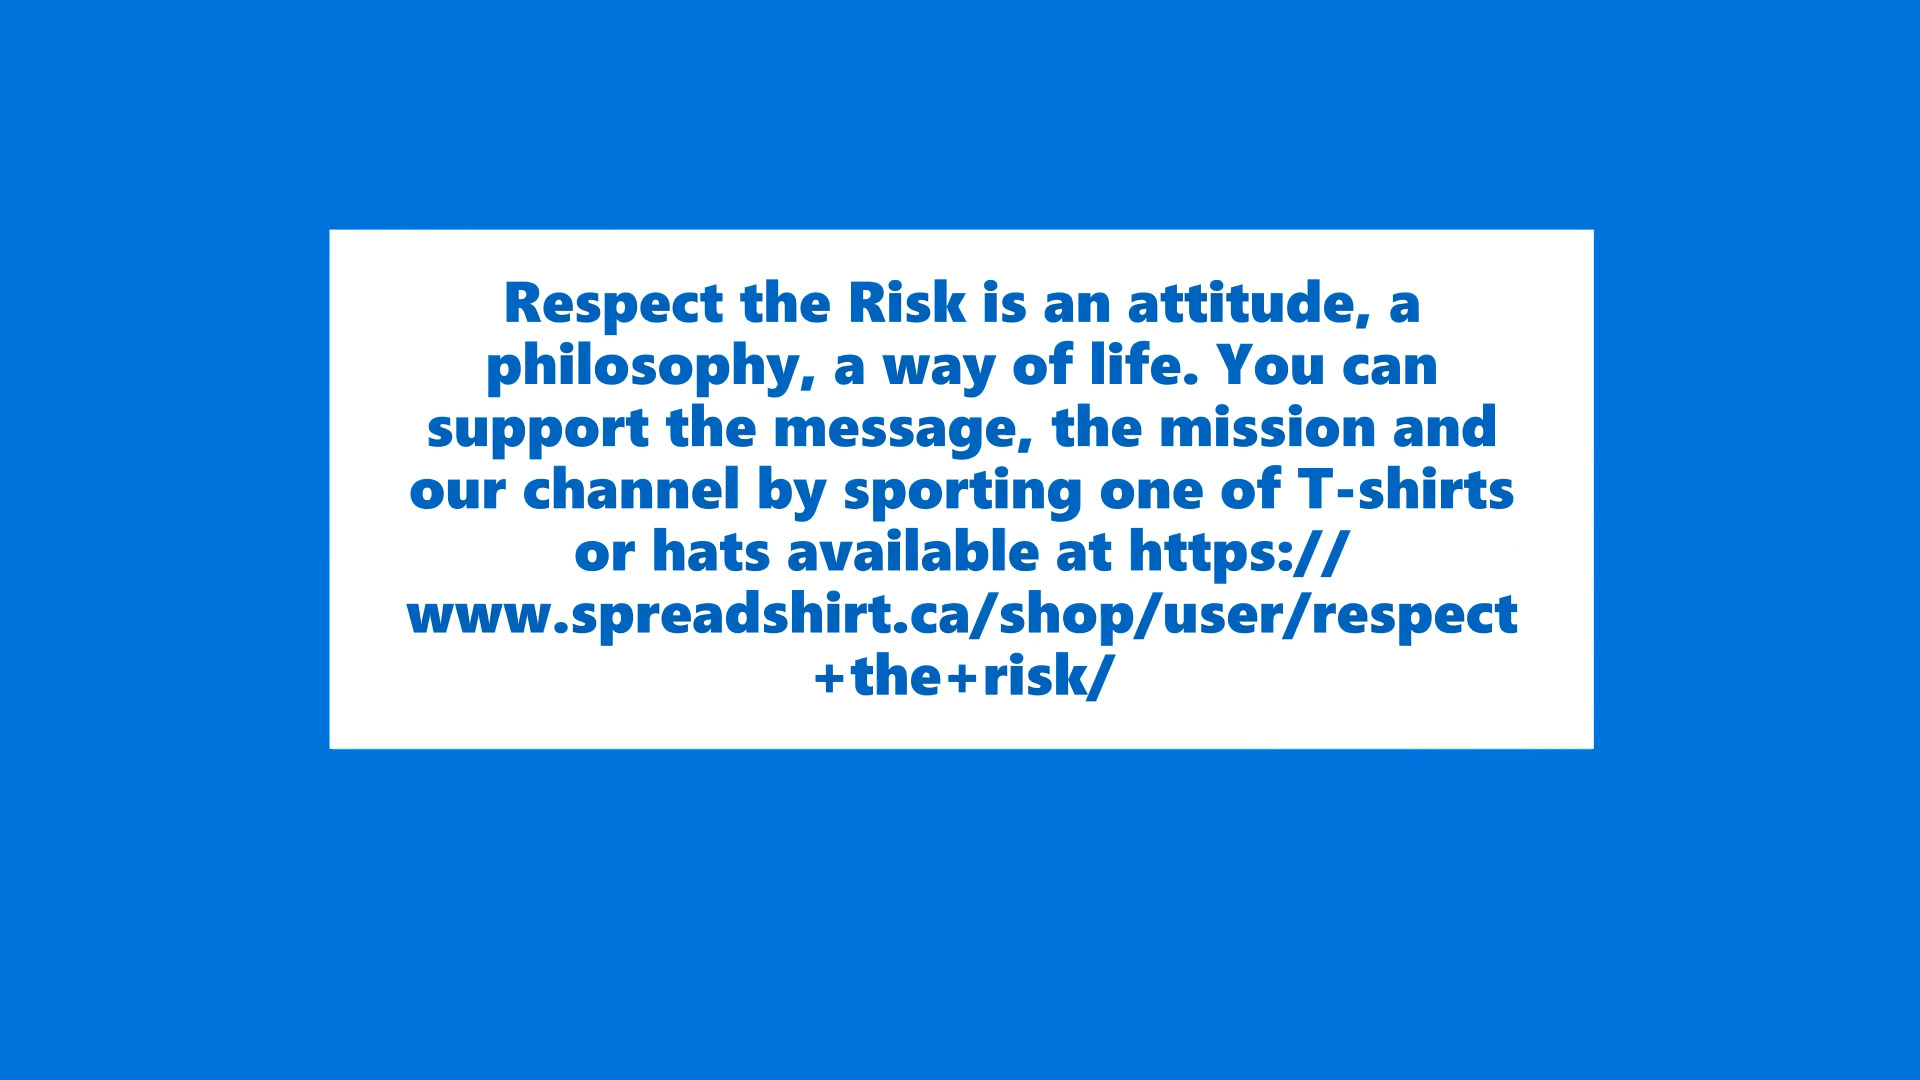 Respect the Risk is an attitude, a
philosophy, a way of life. You can
support the message, the mission and
our channel by sporting one of T-shirts
or hats available at https://
www.spreadshirt.ca/shop/user/respect
+the+risk/